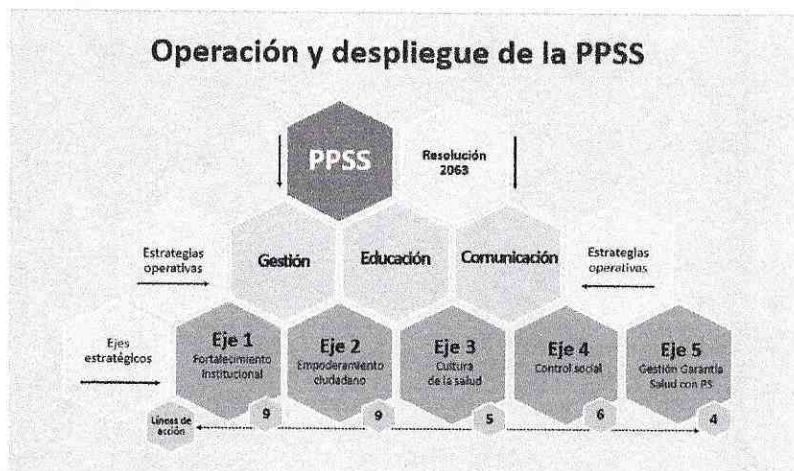 Operación y despliegue de la PPSS
PPSS
Resolución
2063
Estrategias
operativas
Gestión
Educación
Comunicación
Estrategias
operativas
Ejes
estratégicos
Eje 1
Fortalecimiento
Institucional
Eje 2
Empoderamiento
ciudadano
Eje 3
Cultura
de la salud
Eje 4
Control social
Eje 5
Gestión Garantía
Salud con PS
Líneas de
acción
9
9
5
6
4